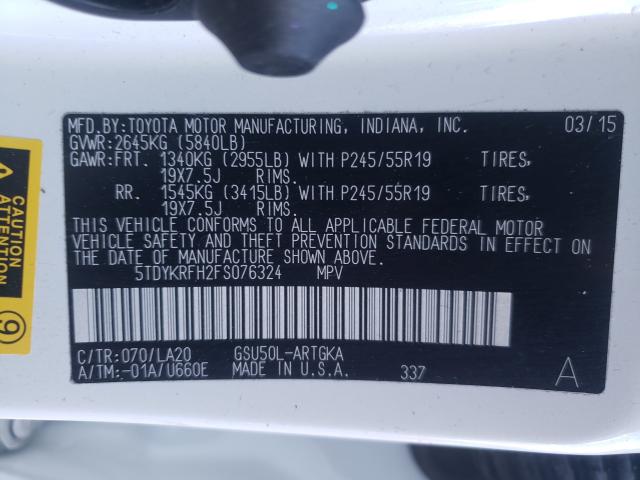 MFD.BY:TOYOTA MOTOR MANUFACTURING, INDIANA, INC. 03/15
GVWR:2645KG (5840LB)
GAWR:FRT. 1340KG (2955LB) WITH P245/55R19 TIRES,
19X7.5J RIMS.
RR. 1545KG (3415LB) WITH P245/55R19 TIRES,
19X7.5J RIMS.
THIS VEHICLE CONFORMS TO ALL APPLICABLE FEDERAL MOTOR
VEHICLE SAFETY AND THEFT PREVENTION STANDARDS IN EFFECT ON
THE DATE OF MANUFACTURE SHOWN ABOVE.
5TDYKRFH2FS076324 MPV
C/TR:070/LA20 GSU50L-ARTGKA
A/TM:-01A/U660E MADE IN U.S.A. 337 A
9